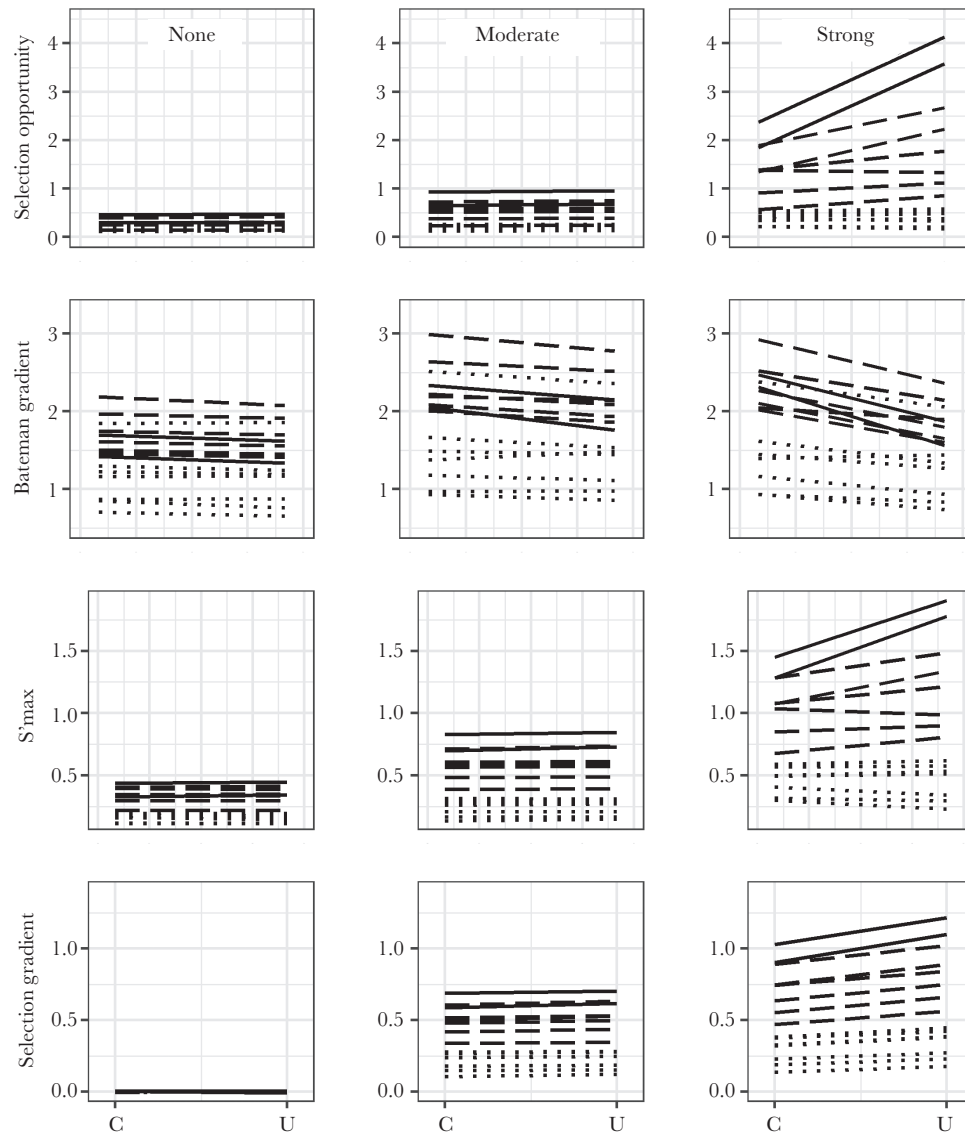 None Moderate Strong
Selection opportunity
4 4 4
3 3 3
2 2 2
1 1 1
0 0 0
Bateman gradient
3 3 3
2 2 2
1 1 1
S’max
1.5 1.5 1.5
1.0 1.0 1.0
0.5 0.5 0.5
Selection gradient
1.0 1.0 1.0
0.5 0.5 0.5
0.0 0.0 0.0
C U C U C U